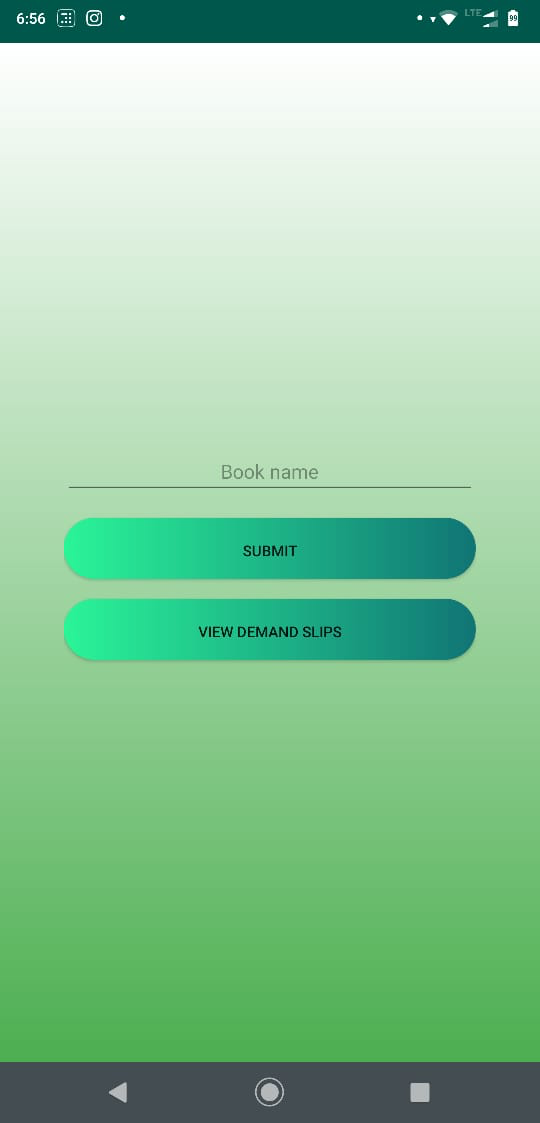 6:56
LTE
99
Book name
SUBMIT
VIEW DEMAND SLIPS